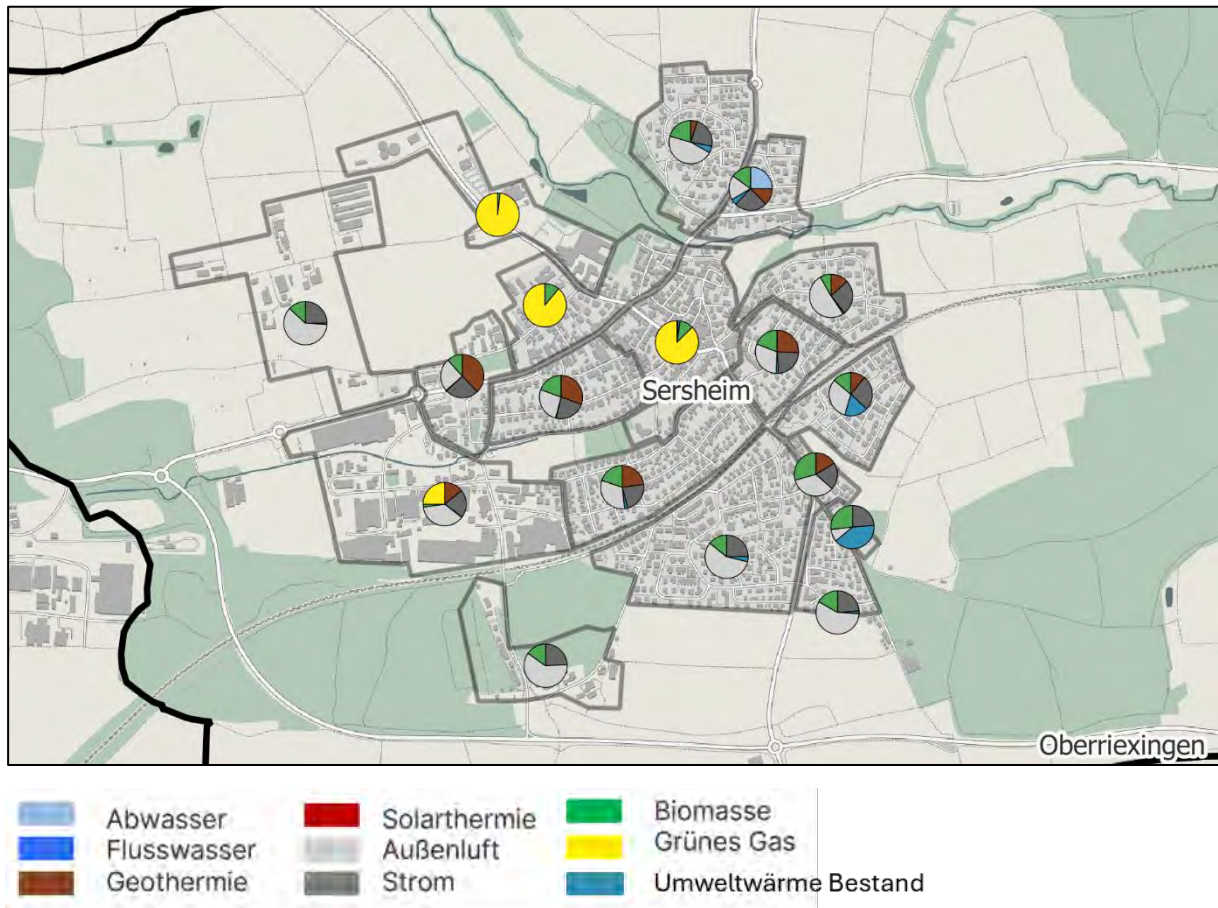 Sersheim
Oberriexingen
Abwasser
Solarthermie
Biomasse
Flusswasser
Außenluft
Grünes Gas
Geothermie
Strom
Umweltwärme Bestand